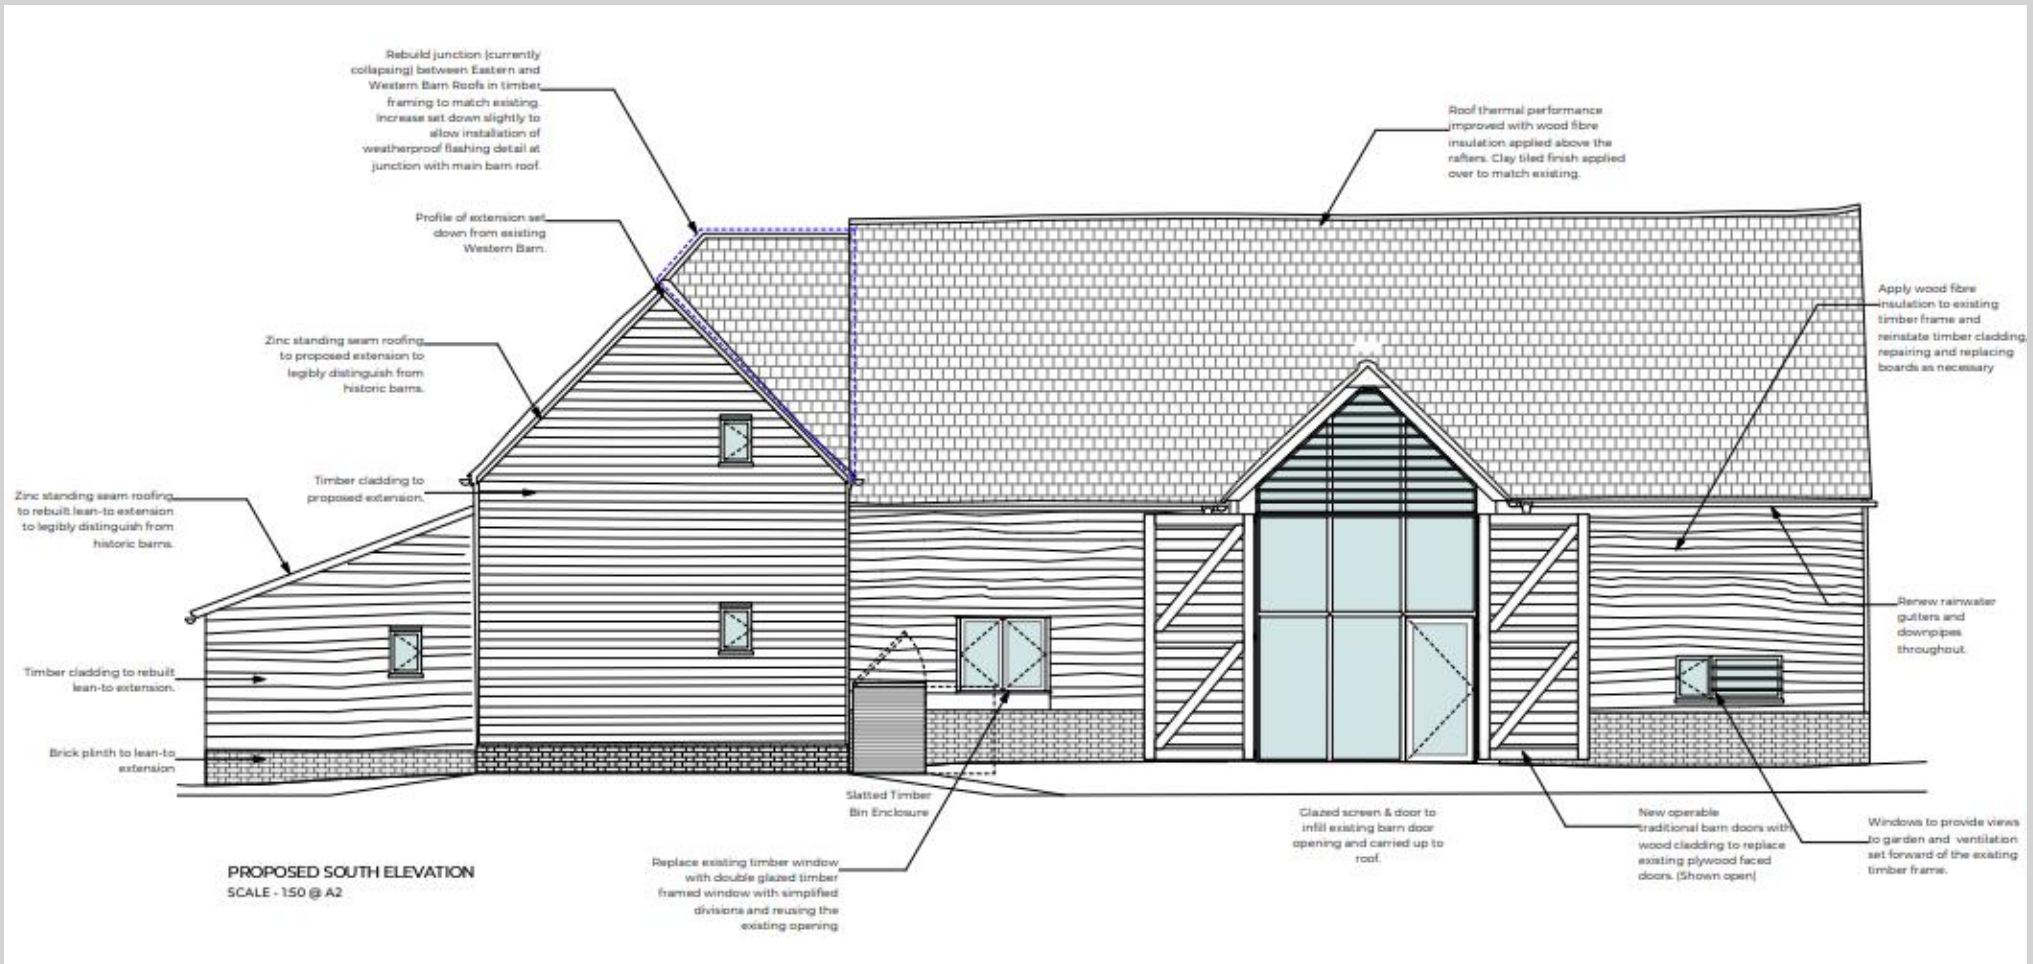 Rebuild junction (currently
collapsing) between Eastern and
Western Barn Roofs in timber
framing to match existing.
Increase set down slightly to
allow installation of
weatherproof flashing detail at
junction with main barn roof.
Roof thermal performance
improved with wood fibre
insulation applied above the
rafters. Clay tiled finish applied
over to match existing.
Profile of extension set
down from existing
Western Barn.
Apply wood fibre
insulation to existing
timber frame and
reinstate timber cladding,
repairing and replacing
boards as necessary
Zinc standing seam roofing
to proposed extension to
legibly distinguish from
historic barns.
Timber cladding to
proposed extension.
Zinc standing seam roofing
to rebuilt lean-to extension
to legibly distinguish from
historic barns.
Renew rainwater
gutters and
downpipes
throughout.
Timber cladding to rebuilt
lean-to extension.
Brick plinth to lean-to
extension
Slatted Timber
Bin Enclosure
Glazed screen & door to
infill existing barn door
opening and carried up to
roof.
New operable
traditional barn doors with
wood cladding to replace
existing plywood faced
doors. (Shown open)
Windows to provide views
to garden and ventilation
set forward of the existing
timber frame.
Replace existing timber window
with double glazed timber
framed window with simplified
divisions and reusing the
existing opening
PROPOSED SOUTH ELEVATION
SCALE - 1:50 @ A2